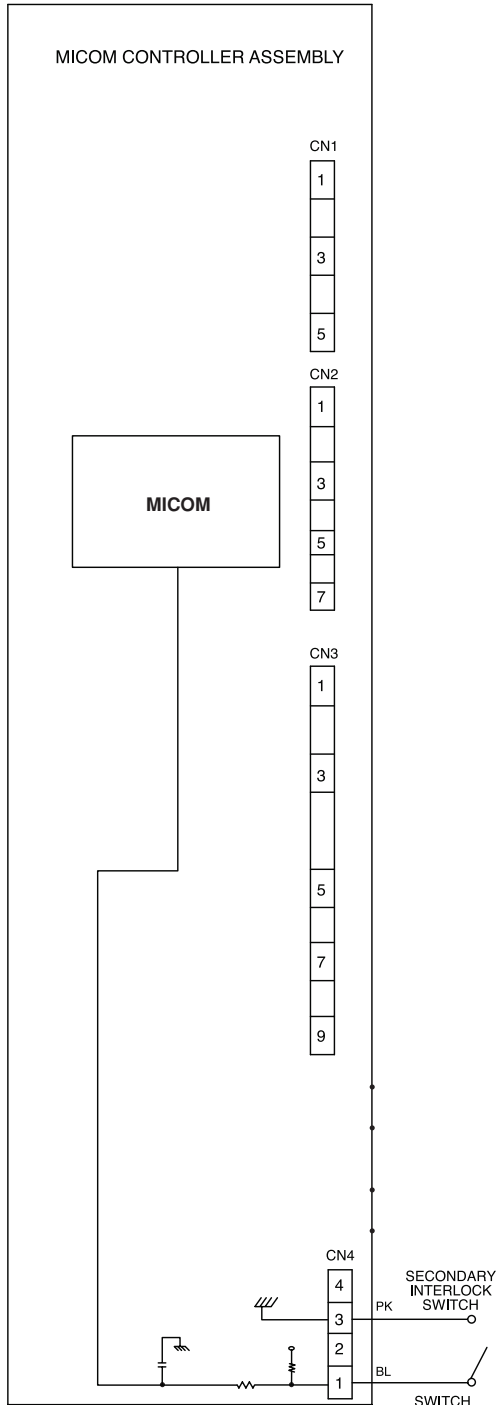 MICOM CONTROLLER ASSEMBLY
CN1
1
3
5
CN2
1
MICOM
3
5
7
CN3
1
3
5
7
9
CN4
4
SECONDARY
INTERLOCK
SWITCH
3
PK
2
1
BL
SWITCH